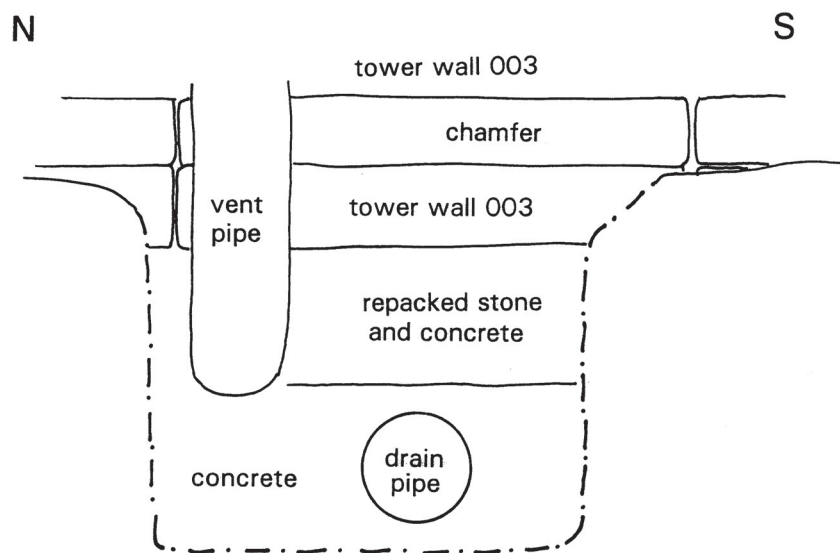 N
S
tower wall 003
chamfer
vent
pipe
tower wall 003
repacked stone
and concrete
drain
pipe
concrete